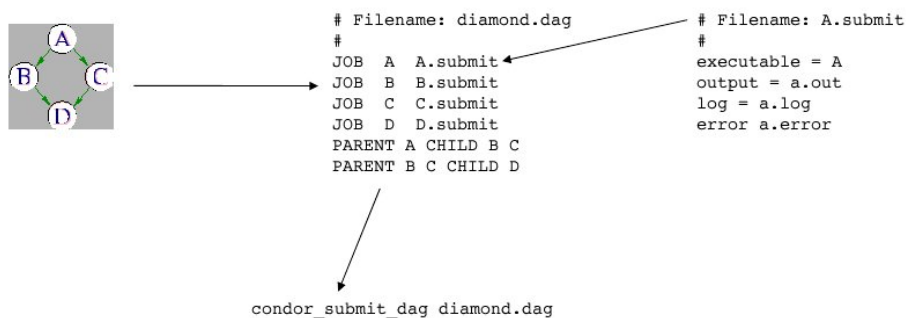 A
B C
D
# Filename: diamond.dag
#
JOB A A.submit
JOB B B.submit
JOB C C.submit
JOB D D.submit
PARENT A CHILD B C
PARENT B C CHILD D
# Filename: A.submit
#
executable = A
output = a.out
log = a.log
error a.error
condor_submit_dag diamond.dag